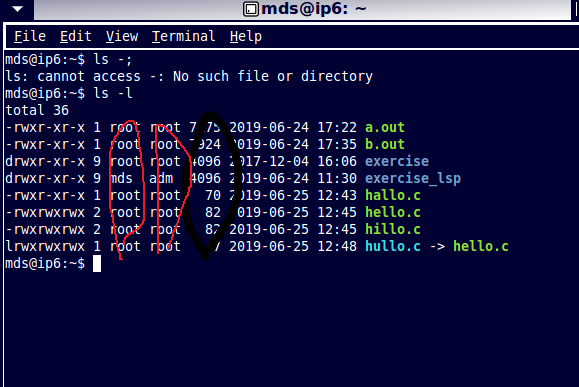 mds@ip6: ~
File Edit View Terminal Help
mds@ip6:~$ ls -;
ls: cannot access -: No such file or directory
mds@ip6:~$ ls -l
total 36
-rwxr-xr-x 1 root root 2019-06-24 17:22 a.out
-rwxr-xr-x 1 root root 7924 2019-06-24 17:35 b.out
drwxr-xr-x 9 root root 4096 2017-12-04 16:06 exercise
drwxr-xr-x 9 mds adm 4096 2019-06-24 11:30 exercise_lsp
-rwxr-xr-x 1 root root 70 2019-06-25 12:43 hallo.c
-rwxrwxrwx 2 root root 82 2019-06-25 12:45 hello.c
-rwxrwxrwx 2 root root 82 2019-06-25 12:45 hillo.c
lrwxrwxrwx 1 root root 7 2019-06-25 12:48 hullo.c -> hello.c
mds@ip6:~$